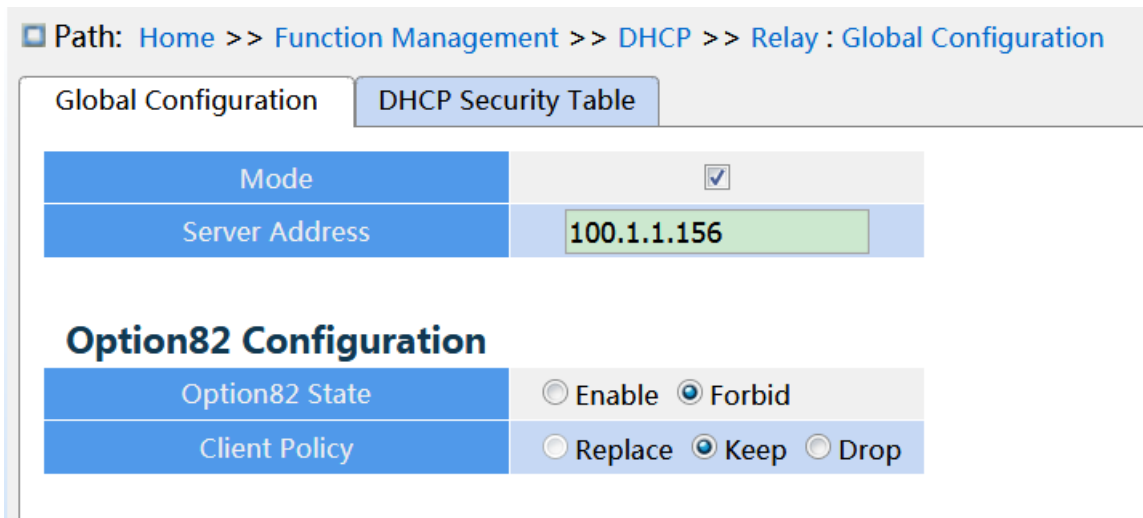 Path: Home >> Function Management >> DHCP >> Relay : Global Configuration
Global Configuration DHCP Security Table
Mode
Server Address 100.1.1.156
Option82 Configuration
Option82 State Enable Forbid
Client Policy Replace Keep Drop